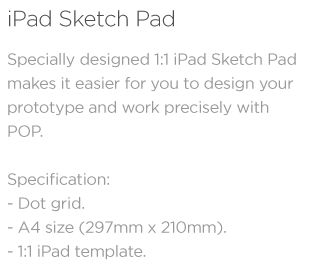 iPad Sketch Pad
Specially designed 1:1 iPad Sketch Pad
makes it easier for you to design your
prototype and work precisely with
POP.
Specification:
- Dot grid.
- A4 size (297mm x 210mm).
- 1:1 iPad template.